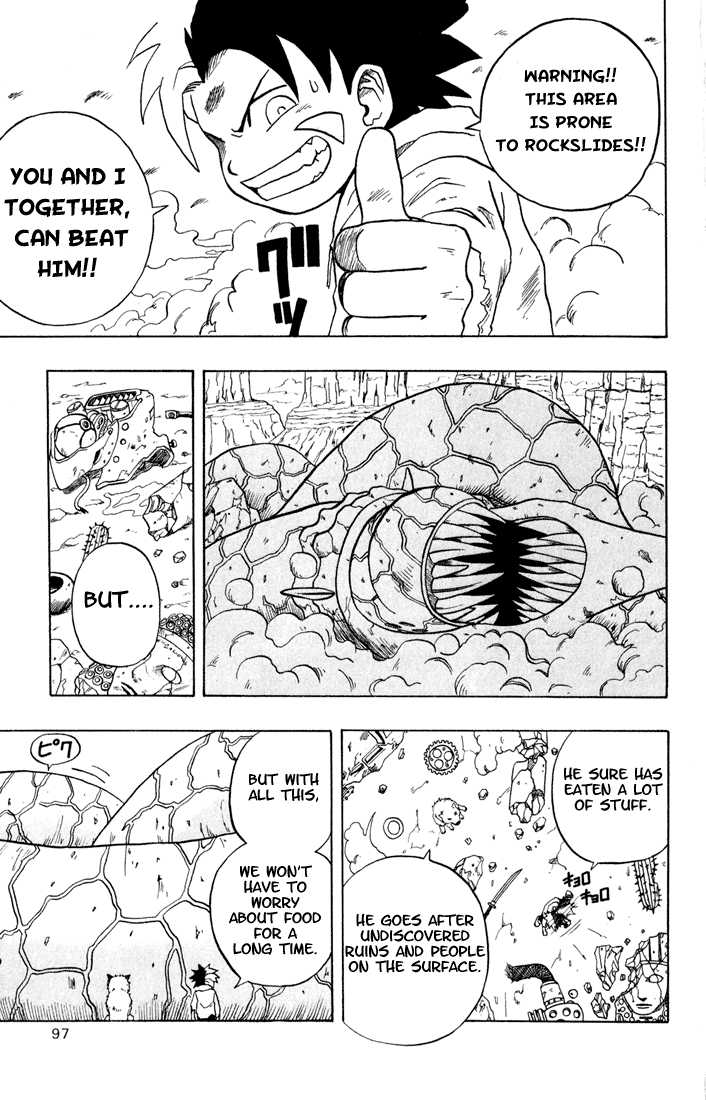 WARNING!!
THIS AREA
IS PRONE
TO ROCKSLIDES!!
YOU AND I
TOGETHER,
CAN BEAT
HIM!!
グッ
BUT....
HE SURE HAS
EATEN A LOT
OF STUFF.
キョロ
キョロ
HE GOES AFTER
UNDISCOVERED
RUINS AND PEOPLE
ON THE SURFACE.
BUT WITH
ALL THIS,
WE WON'T
HAVE TO
WORRY
ABOUT FOOD
FOR A
LONG TIME.
ピク
97